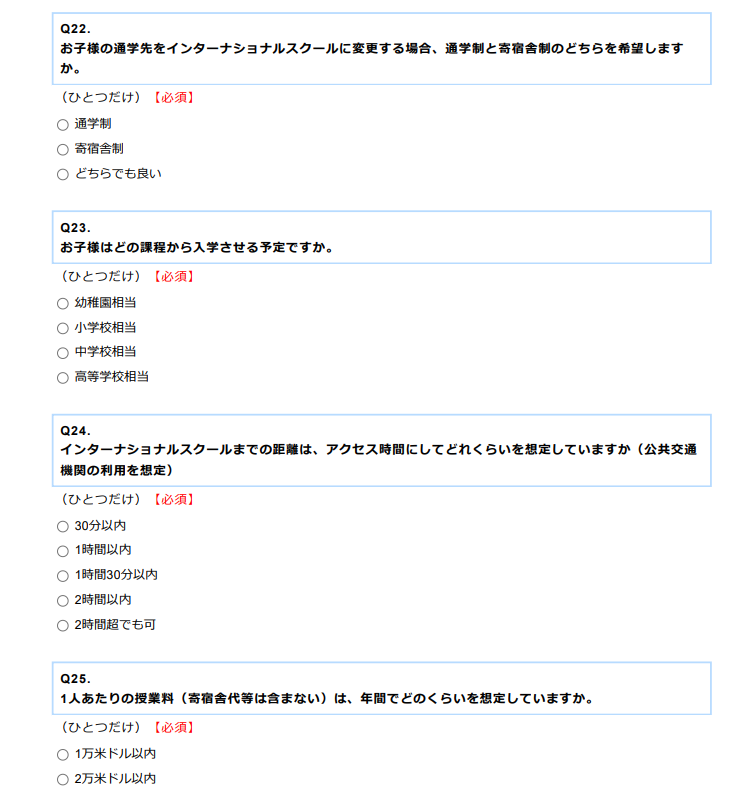 Q22.
お子様の通学先をインターナショナルスクールに変更する場合、通学制と寄宿舎制のどちらを希望します
か。
（ひとつだけ）【必須】
通学制
寄宿舎制
どちらでも良い
Q23.
お子様はどの課程から入学させる予定ですか。
（ひとつだけ）【必須】
幼稚園相当
小学校相当
中学校相当
高等学校相当
Q24.
インターナショナルスクールまでの距離は、アクセス時間にしてどれくらいを想定していますか（公共交通
機関の利用を想定）
（ひとつだけ）【必須】
30分以内
1時間以内
1時間30分以内
2時間以内
2時間超でも可
Q25.
1人あたりの授業料（寄宿舎代等は含まない）は、年間でどのくらいを想定していますか。
（ひとつだけ）【必須】
1万米ドル以内
2万米ドル以内